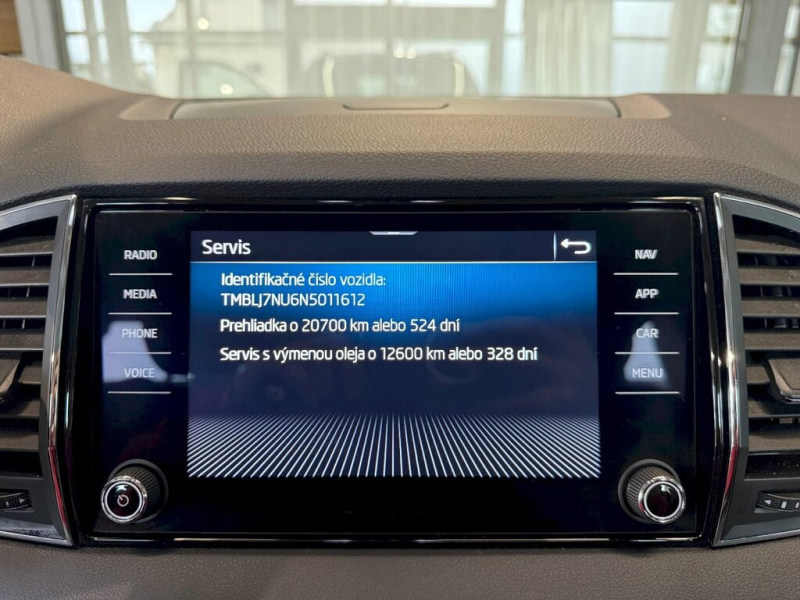 Servis
RADIO
NAV
Identifikačné číslo vozidla:
TMBLJ7NU6N5011612
MEDIA
APP
Prehliadka o 20700 km alebo 524 dní
PHONE
CAR
Servis s výmenou oleja o 12600 km alebo 328 dní
VOICE
MENU